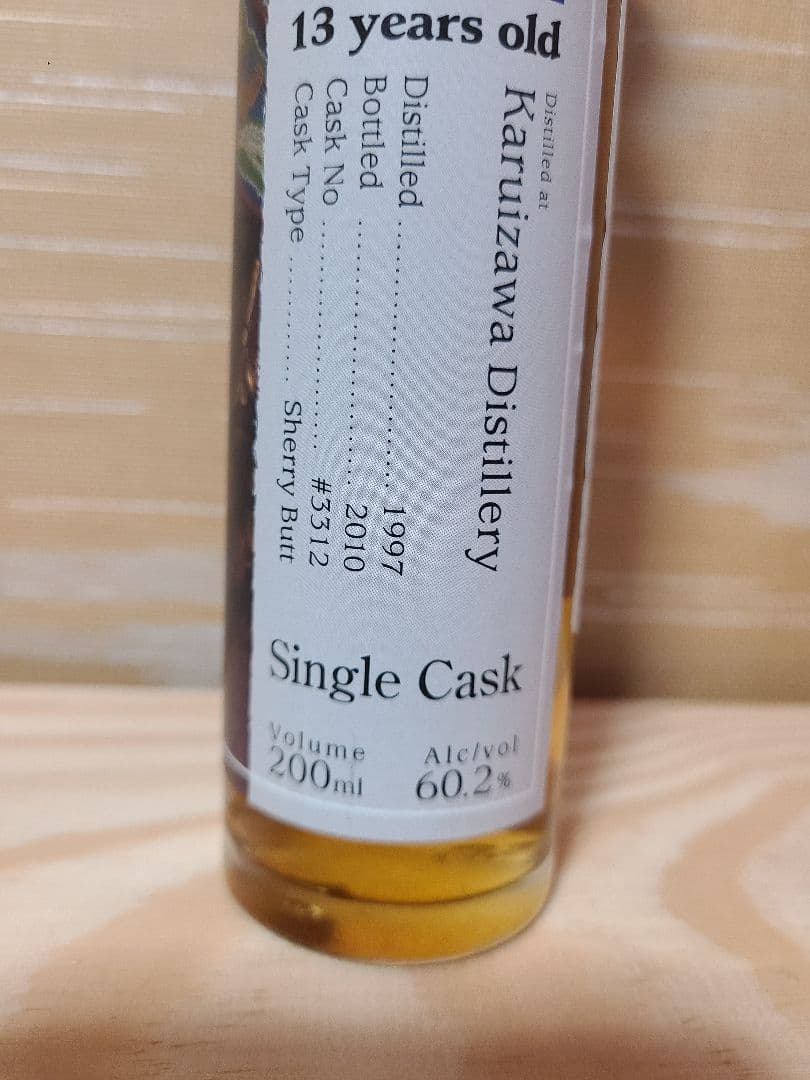 13 years old
Distilled at
Karuizawa Distillery
Distilled ........................ 1997
Bottled ........................ 2010
Cask No ..................... #3312
Cask Type ............ Sherry Butt
Single Cask
Volume Alc/vol
200ml 60.2%